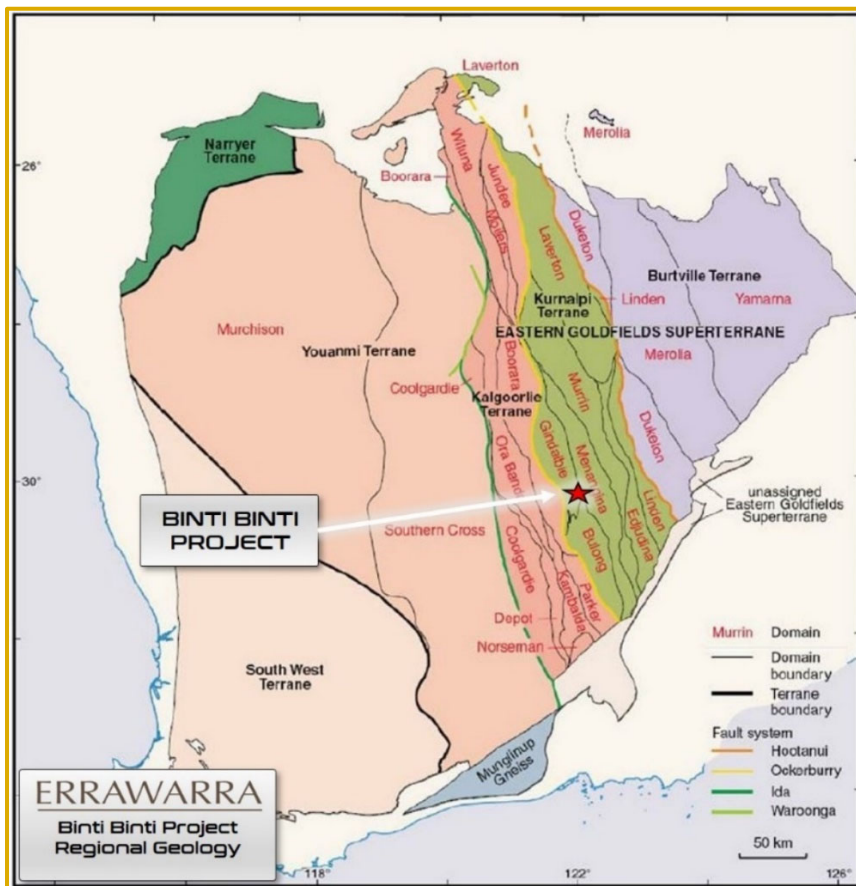 Laverton
Narryer
Terrane
26°
Wiluna
Merolia
Boorara
Jundee
Moilers
Duketon
Laverton
Burtville Terrane
Kurnalpi
Terrane
Linden
Yamarna
Murchison
EASTERN GOLDFIELDS SUPERTERRANE
Youanmi Terrane
Boorara
Merolia
Coolgardie
Murrin
Kalgoorlie
Terrane
Duketon
Gindalbie
Ora Band
Menangina
30°
unassigned
Eastern Goldfields
Superterrane
BINTI BINTI
PROJECT
Linden
Edjudina
Southern Cross
Coolgardie
Bulong
Parker
Kambalda
Depot
Norseman
South West
Terrane
Munglinup
Gneiss
Murrin Domain
Domain
boundary
Terrane
boundary
Fault system
Hootanui
Ockerburry
Ida
Waroonga
50 km
ERRAWARRA
Binti Binti Project
Regional Geology
118°
122°
126°